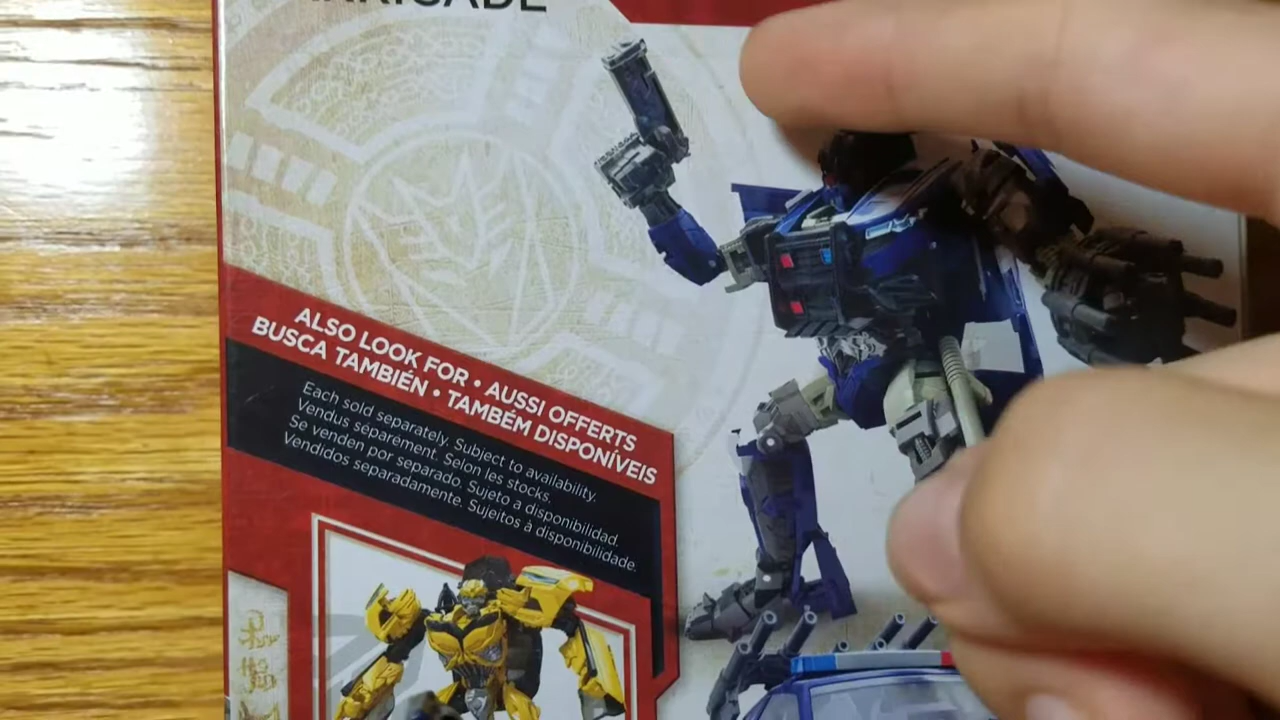 ALSO LOOK FOR • AUSSI OFFERTS
BUSCA TAMBIÉN • TAMBÉM DISPONÍVEIS
Each sold separately. Subject to availability.
Vendus séparément. Selon les stocks.
Se venden por separado. Sujeto a disponibilidad.
Vendidos separadamente. Sujeitos à disponibilidade.